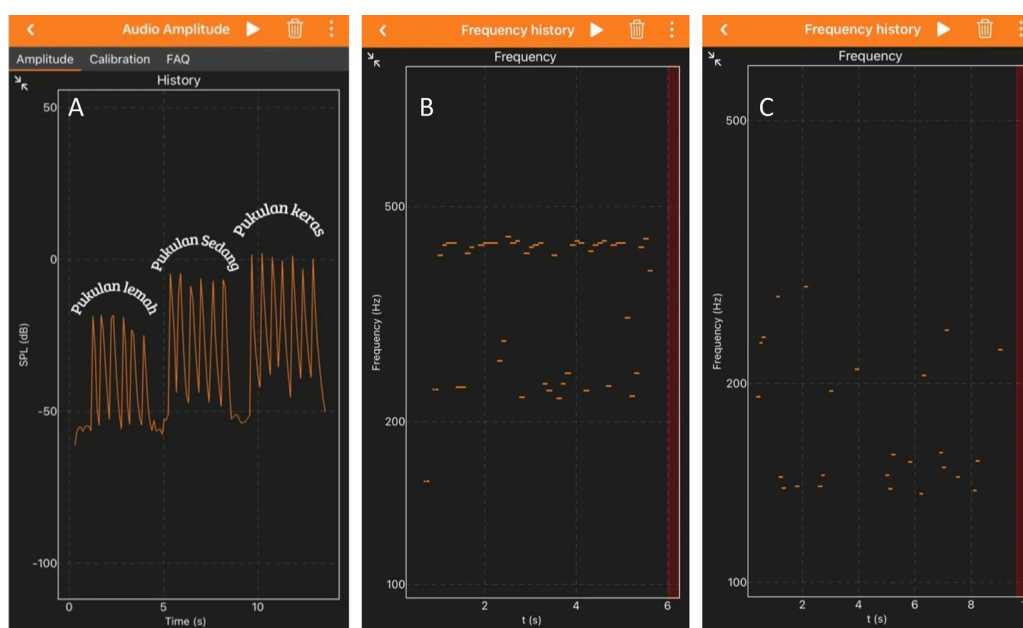 Audio Amplitude
Amplitude Calibration FAQ
History
A
50
0
-50
-100
SPL (dB)
0 5 10
Time (s)
Pukulan lemah
Pukulan Sedang
Pukulan keras
Frequency history
Frequency
B
500
200
100
Frequency (Hz)
2 4 6
t (s)
Frequency history
Frequency
C
500
200
100
Frequency (Hz)
2 4 6 8
t (s)